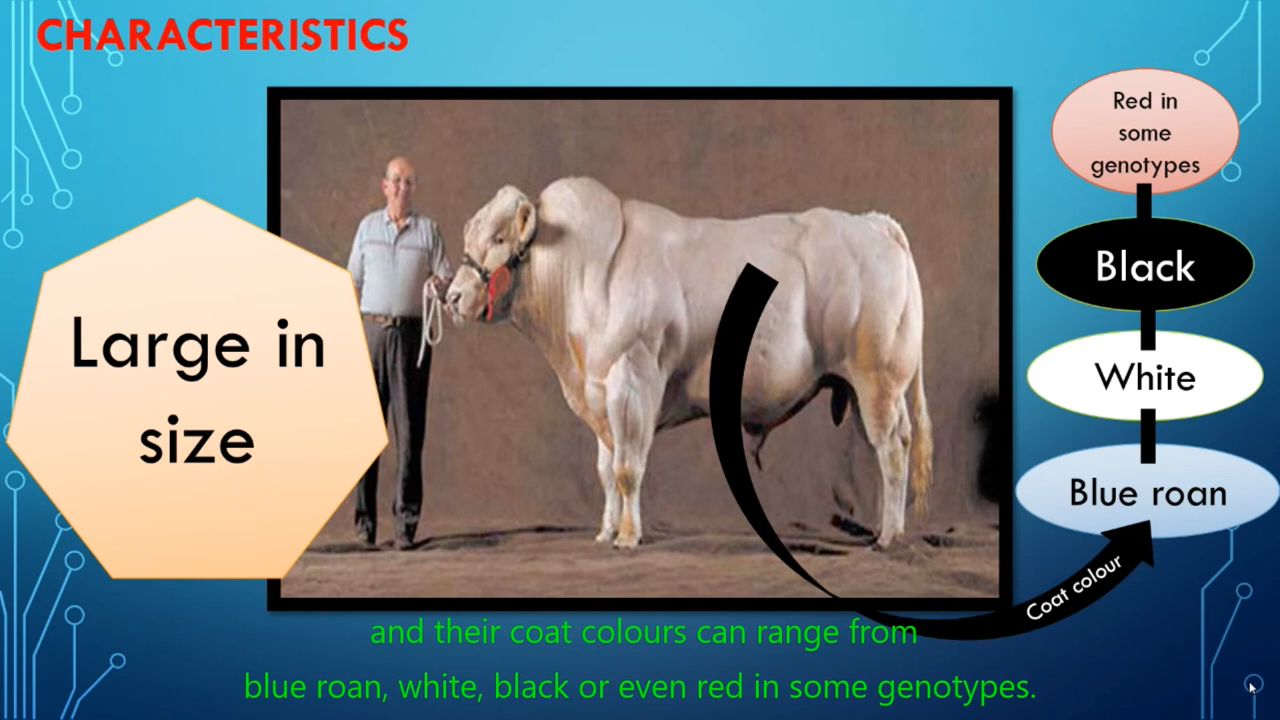 CHARACTERISTICS
Large in
size
Red in
some
genotypes
Black
White
Blue roan
Coat colour
and their coat colours can range from
blue roan, white, black or even red in some genotypes.